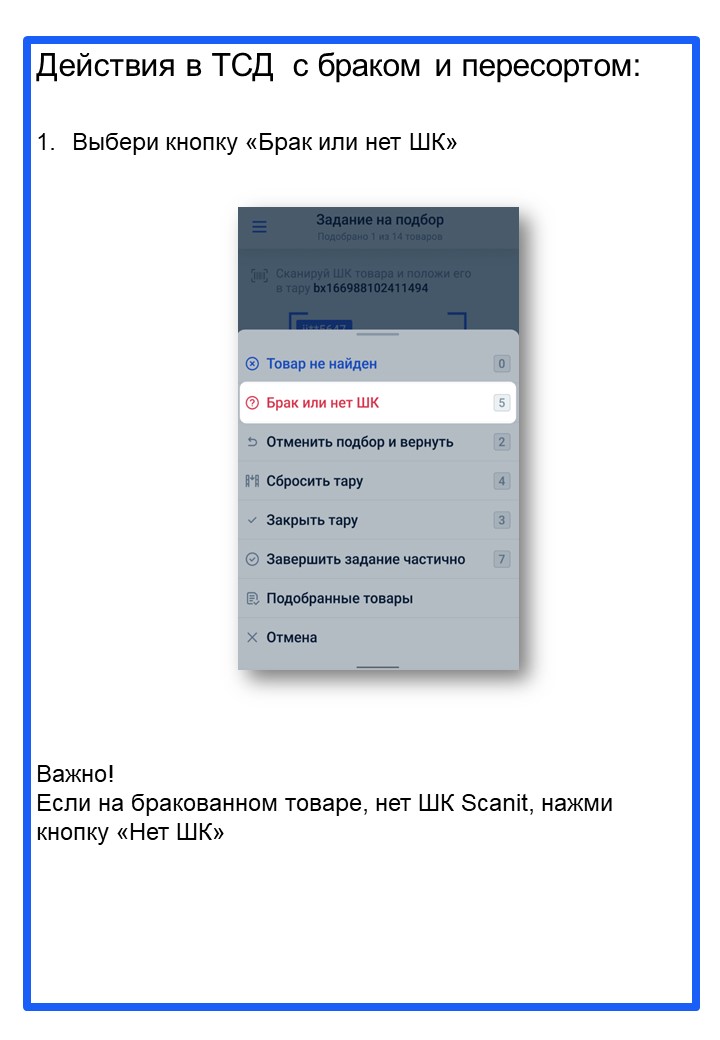 Действия в ТСД с браком и пересортом:
1. Выбери кнопку «Брак или нет ШК»
Задание на подбор
Подобрано 1 из 14 товаров
Сканируй ШК товара и положи его
в тару bx166988102411494
Товар не найден 0
Брак или нет ШК 5
Отменить подбор и вернуть 2
Сбросить тару 4
Закрыть тару 3
Завершить задание частично 7
Подобранные товары
Отмена
Важно!
Если на бракованном товаре, нет ШК Scanit, нажми
кнопку «Нет ШК»